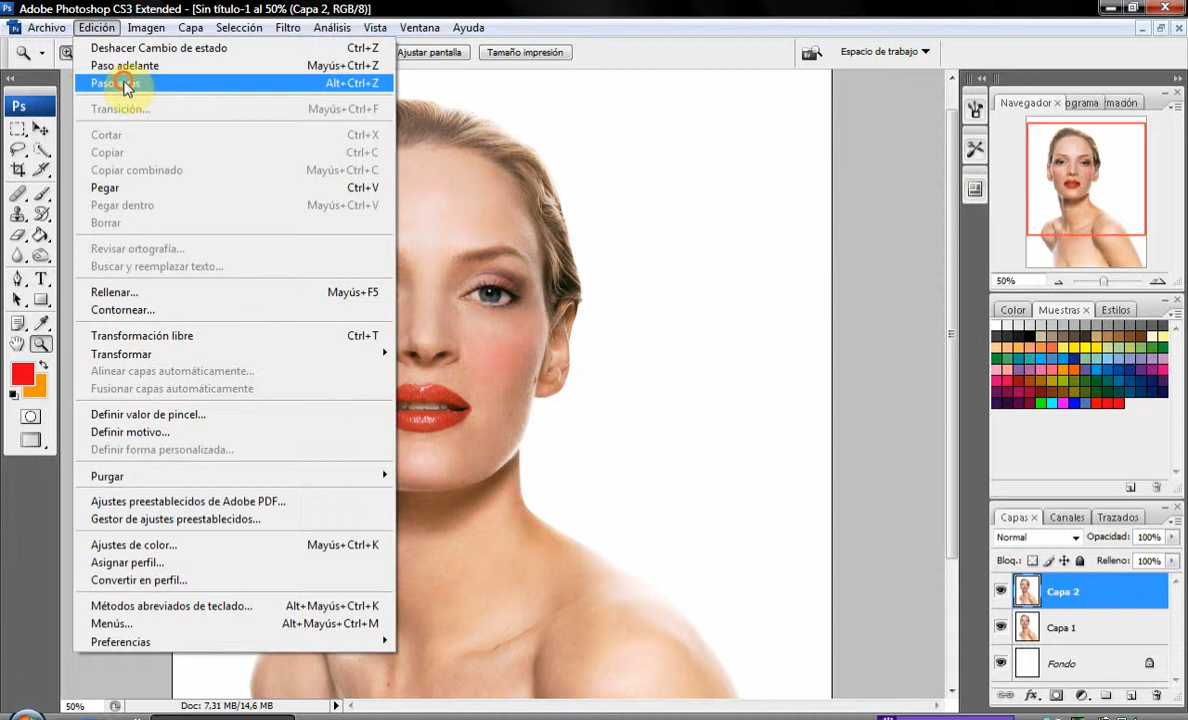 Adobe Photoshop CS3 Extended - [Sin título-1 al 50% (Capa 2, RGB/8)]
Archivo Edición Imagen Capa Selección Filtro Análisis Vista Ventana Ayuda
Ajustar pantalla Tamaño impresión Espacio de trabajo
Deshacer Cambio de estado Ctrl+Z
Paso adelante Mayús+Ctrl+Z
Alt+Ctrl+Z
Transición... Mayús+Ctrl+F
Cortar Ctrl+X
Copiar Ctrl+C
Copiar combinado Mayús+Ctrl+C
Pegar Ctrl+V
Pegar dentro Mayús+Ctrl+V
Borrar
Revisar ortografía...
Buscar y reemplazar texto...
Rellenar... Mayús+F5
Contornear...
Transformación libre Ctrl+T
Transformar
Alinear capas automáticamente...
Fusionar capas automáticamente
Definir valor de pincel...
Definir motivo...
Definir forma personalizada...
Purgar
Ajustes preestablecidos de Adobe PDF...
Gestor de ajustes preestablecidos...
Ajustes de color... Mayús+Ctrl+K
Asignar perfil...
Convertir en perfil...
Métodos abreviados de teclado... Alt+Mayús+Ctrl+K
Menús... Alt+Mayús+Ctrl+M
Preferencias
Ps
T
Navegador ograma mación
50%
Color Muestras Estilos
Capas Canales Trazados
Normal Opacidad: 100%
Bloq.: Relleno: 100%
Capa 2
Capa 1
Fondo
fx
50% Doc: 7,31 MB/14,6 MB